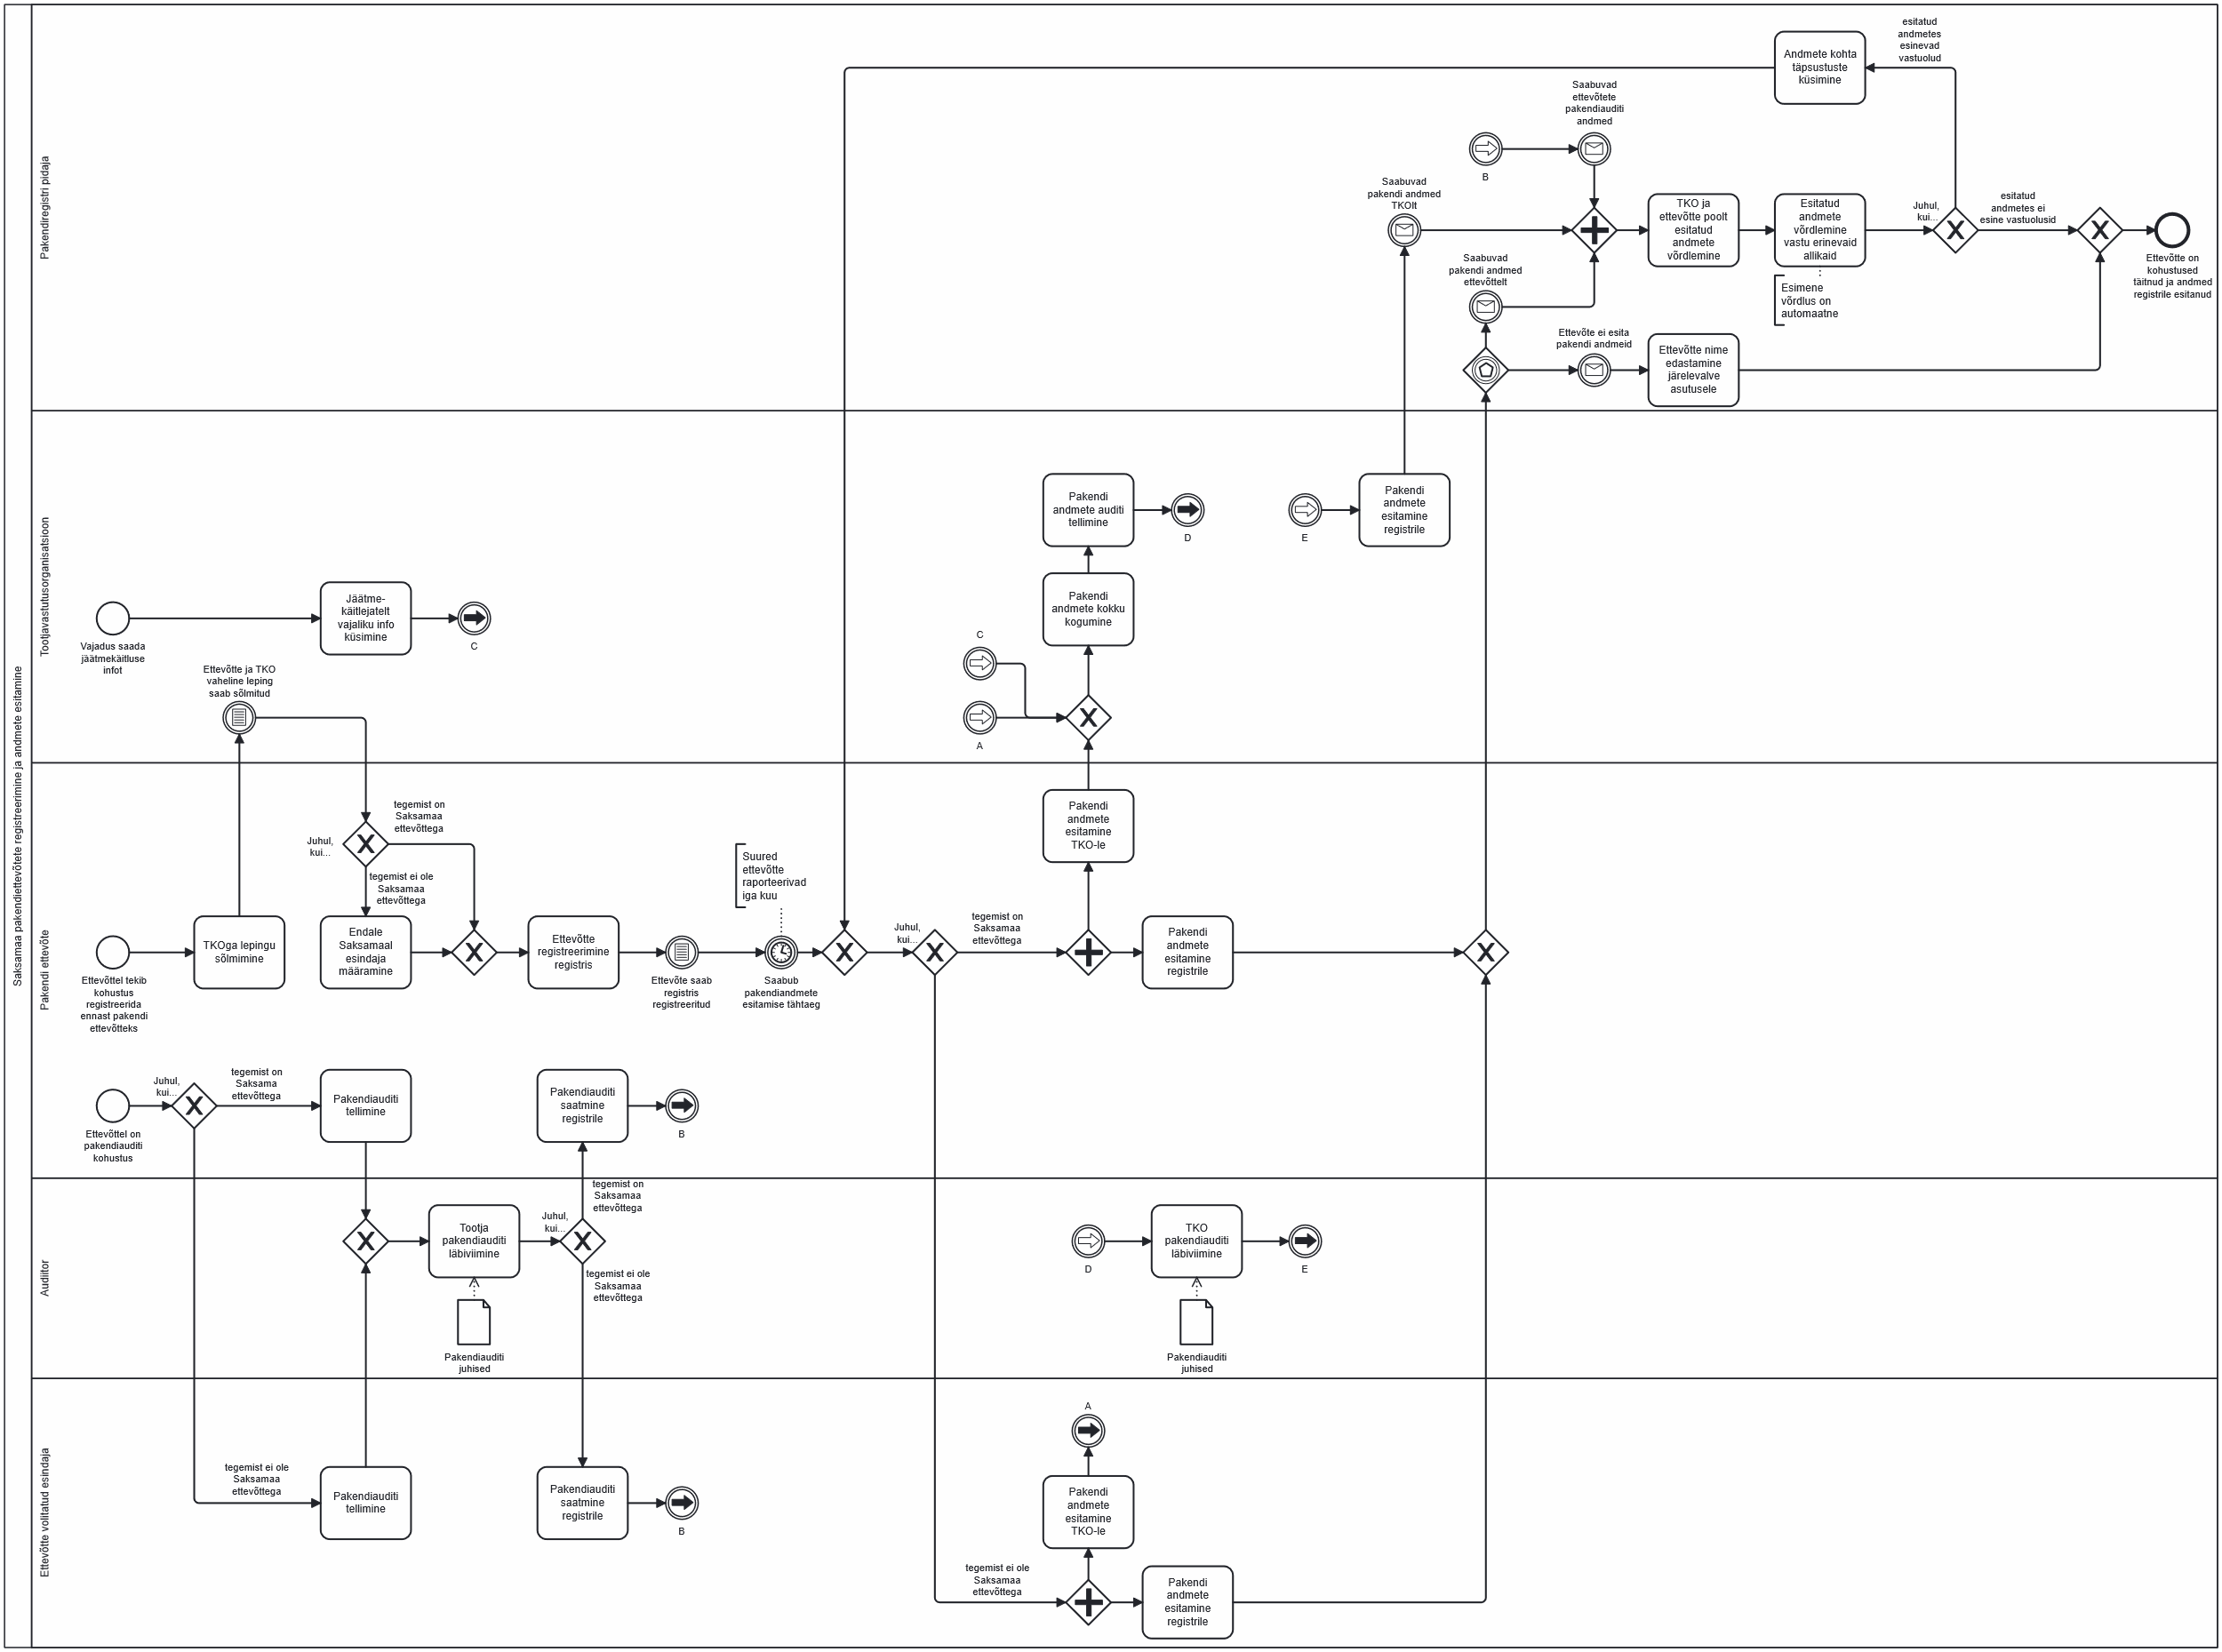 Saksamaa pakendiettevõtete registreerimine ja andmete esitamine
Pakendiregistri pidaja
esitatud
andmetes
esinevad
vastuolud
Andmete kohta
täpsustuste
küsimine
Saabuvad
ettevõtete
pakendiauditi
andmed
B
Saabuvad
pakendi andmed
TKOlt
TKO ja
ettevõtte poolt
esitatud
andmete
võrdlemine
Esitatud
andmete
võrdlemine
vastu erinevaid
allikaid
Juhul,
kui...
esitatud
andmetes ei
esine vastuolusid
Ettevõtte on
kohustused
täitnud ja andmed
registrile esitanud
Saabuvad
pakendi andmed
ettevõttelt
Esimene
võrdlus on
automaatne
Ettevõte ei esita
pakendi andmeid
Ettevõtte nime
edastamine
järelevalve
asutusele
Tootjavastutusorganisatsioon
Pakendi
andmete auditi
tellimine
D
E
Pakendi
andmete
esitamine
registrile
Vajadus saada
jäätmekäitluse
infot
Jäätme-
käitlejatelt
vajaliku info
küsimine
C
Pakendi
andmete kokku
kogumine
C
A
Ettevõtte ja TKO
vaheline leping
saab sõlmitud
Pakendi ettevõte
Juhul,
kui...
tegemist on
Saksamaa
ettevõttega
tegemist ei ole
Saksamaa
ettevõttega
Pakendi
andmete
esitamine
TKO-le
Suured
ettevõtte
raporteerivad
iga kuu
Ettevõttel tekib
kohustus
registreerida
ennast pakendi
ettevõtteks
TKOga lepingu
sõlmimine
Endale
Saksamaal
esindaja
määramine
Ettevõtte
registreerimine
registris
Ettevõte saab
registris
registreeritud
Saabub
pakendiandmete
esitamise tähtaeg
Juhul,
kui...
tegemist on
Saksamaa
ettevõttega
Pakendi
andmete
esitamine
registrile
Ettevõttel on
pakendiauditi
kohustus
Juhul,
kui...
tegemist on
Saksama
ettevõttega
Pakendiauditi
tellimine
Pakendiauditi
saatmine
registrile
B
Audiitor
tegemist on
Saksamaa
ettevõttega
Tootja
pakendiauditi
läbiviimine
Juhul,
kui...
tegemist ei ole
Saksamaa
ettevõttega
Pakendiauditi
juhised
D
TKO
pakendiauditi
läbiviimine
E
Pakendiauditi
juhised
Ettevõtte volitatud esindaja
tegemist ei ole
Saksamaa
ettevõttega
Pakendiauditi
tellimine
Pakendiauditi
saatmine
registrile
B
A
Pakendi
andmete
esitamine
TKO-le
tegemist ei ole
Saksamaa
ettevõttega
Pakendi
andmete
esitamine
registrile